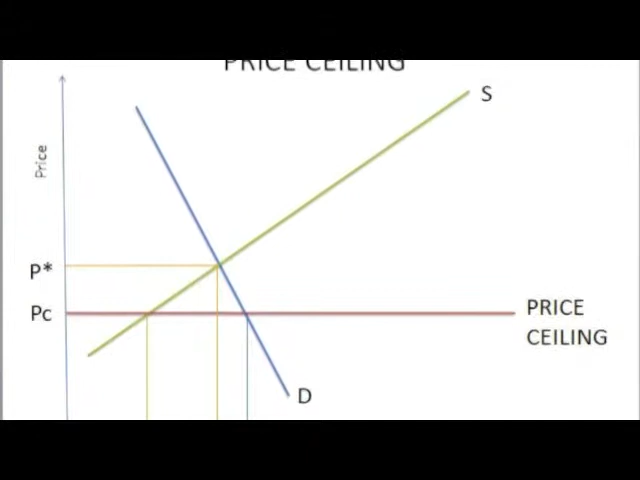 PRICE CEILING
S
Price
P*
Pc
PRICE
CEILING
D